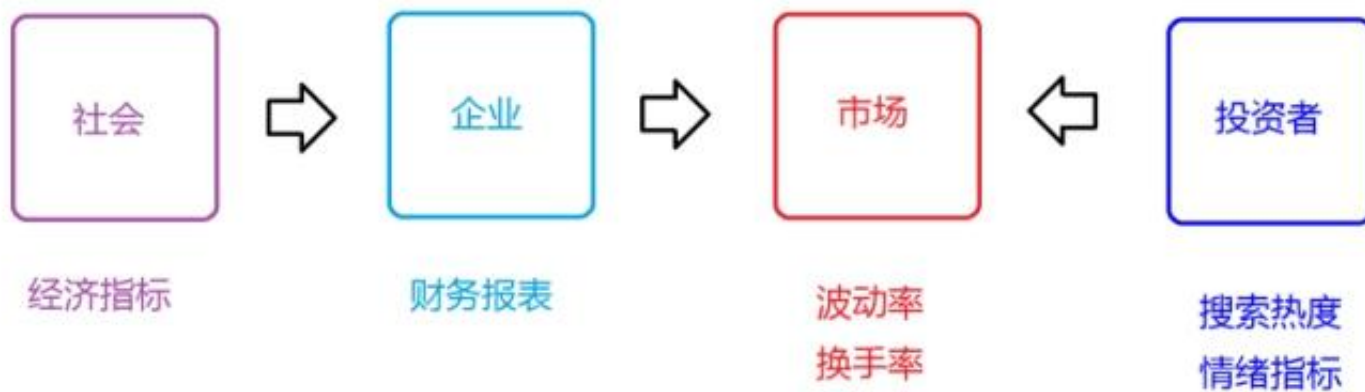 社会
企业
市场
投资者
经济指标
财务报表
波动率
换手率
搜索热度
情绪指标